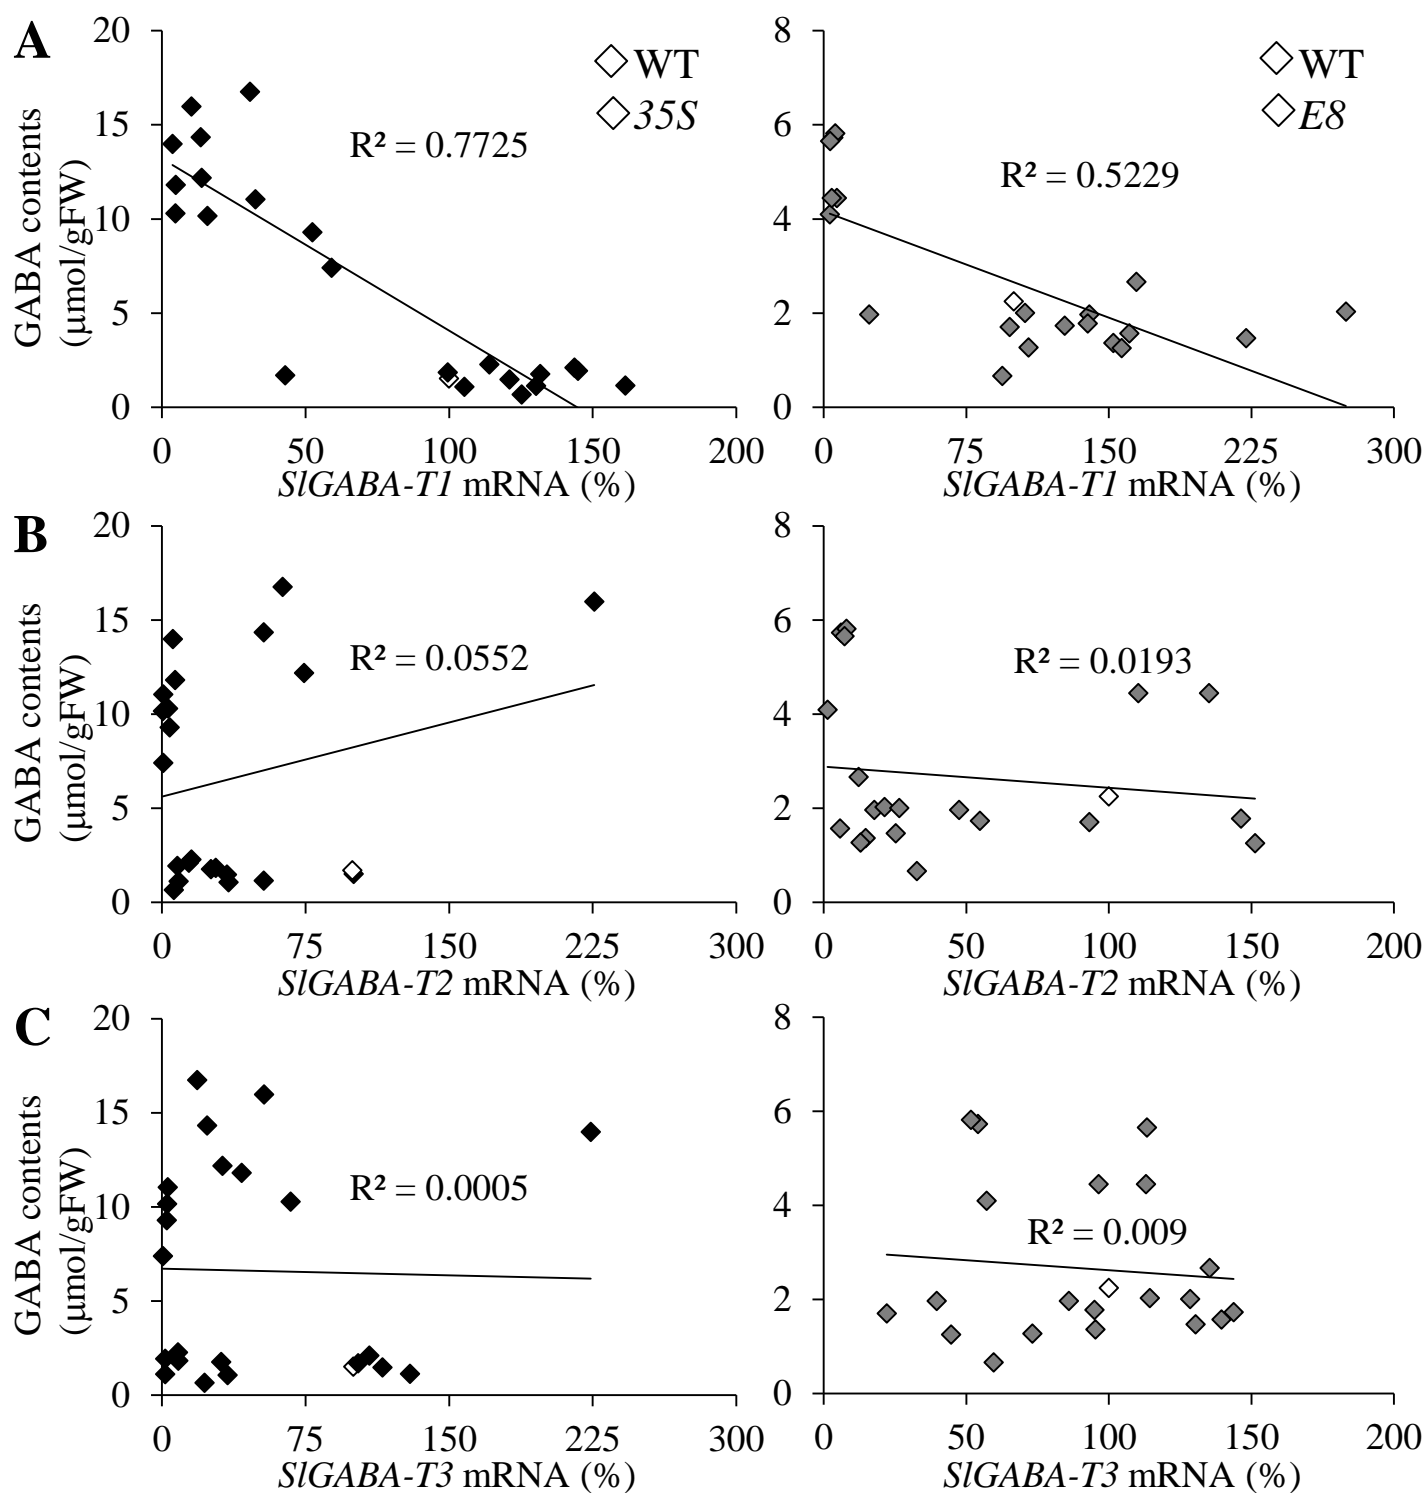 A
GABA contents
(µmol/gFW)
20
15
10
5
0
WT
35S
R² = 0.7725
0 50 100 150 200
SlGABA-T1 mRNA (%)
8
6
4
2
0
WT
E8
R² = 0.5229
0 75 150 225 300
SlGABA-T1 mRNA (%)
B
GABA contents
(µmol/gFW)
20
15
10
5
0
R² = 0.0552
0 75 150 225 300
SlGABA-T2 mRNA (%)
8
6
4
2
0
R² = 0.0193
0 50 100 150 200
SlGABA-T2 mRNA (%)
C
GABA contents
(µmol/gFW)
20
15
10
5
0
R² = 0.0005
0 75 150 225 300
SlGABA-T3 mRNA (%)
8
6
4
2
0
R² = 0.009
0 50 100 150 200
SlGABA-T3 mRNA (%)